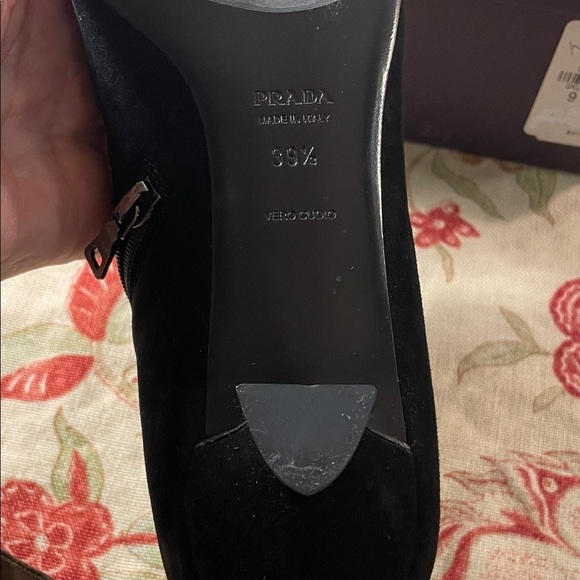 PRADA
MADE IN ITALY
39½
VERO CUOIO